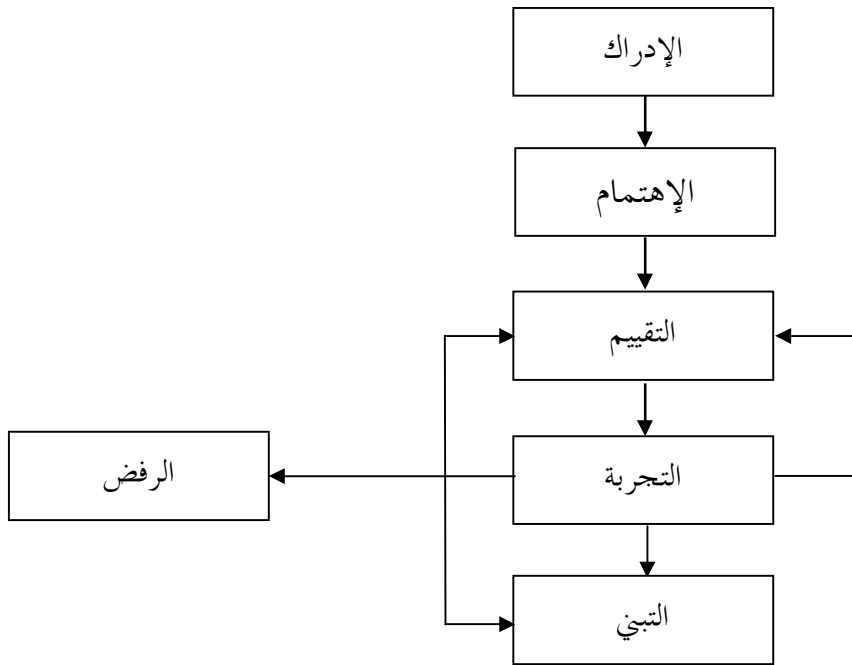 الإدراك
الإهتمام
التقييم
التجربة
الرفض
التبني